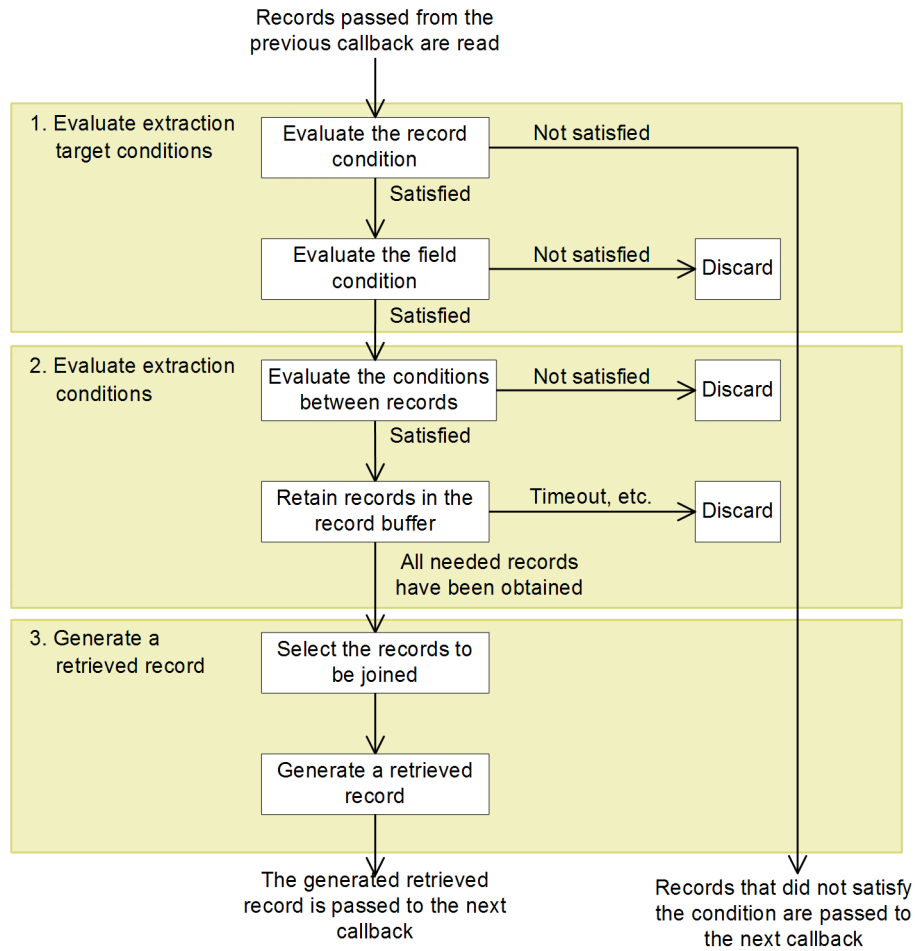 Records passed from the
previous callback are read
1. Evaluate extraction
target conditions
Evaluate the record
condition
Not satisfied
Satisfied
Evaluate the field
condition
Not satisfied
Discard
Satisfied
2. Evaluate extraction
conditions
Evaluate the conditions
between records
Not satisfied
Discard
Satisfied
Retain records in the
record buffer
Timeout, etc.
Discard
All needed records
have been obtained
3. Generate a
retrieved record
Select the records to
be joined
Generate a retrieved
record
The generated retrieved
record is passed to the next
callback
Records that did not satisfy
the condition are passed to
the next callback